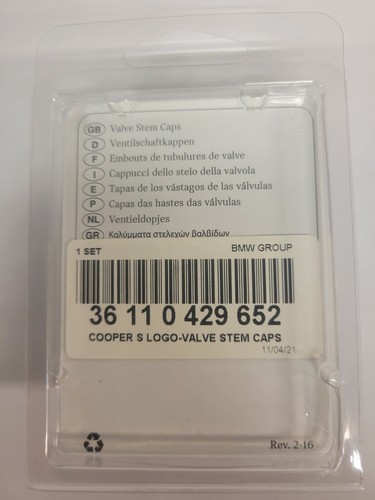 GB Valve Stem Caps
D Ventilschaftkappen
F Embouts de tubulures de valve
I Cappucci dello stelo della valvola
E Tapas de los vástagos de las válvulas
P Capas das hastes das válvulas
NL Ventieldopjes
GR Καλύμματα στελεχών βαλβίδων
1 SET BMW GROUP
36 11 0 429 652
COOPER S LOGO-VALVE STEM CAPS
11/04/21
Rev. 2-16